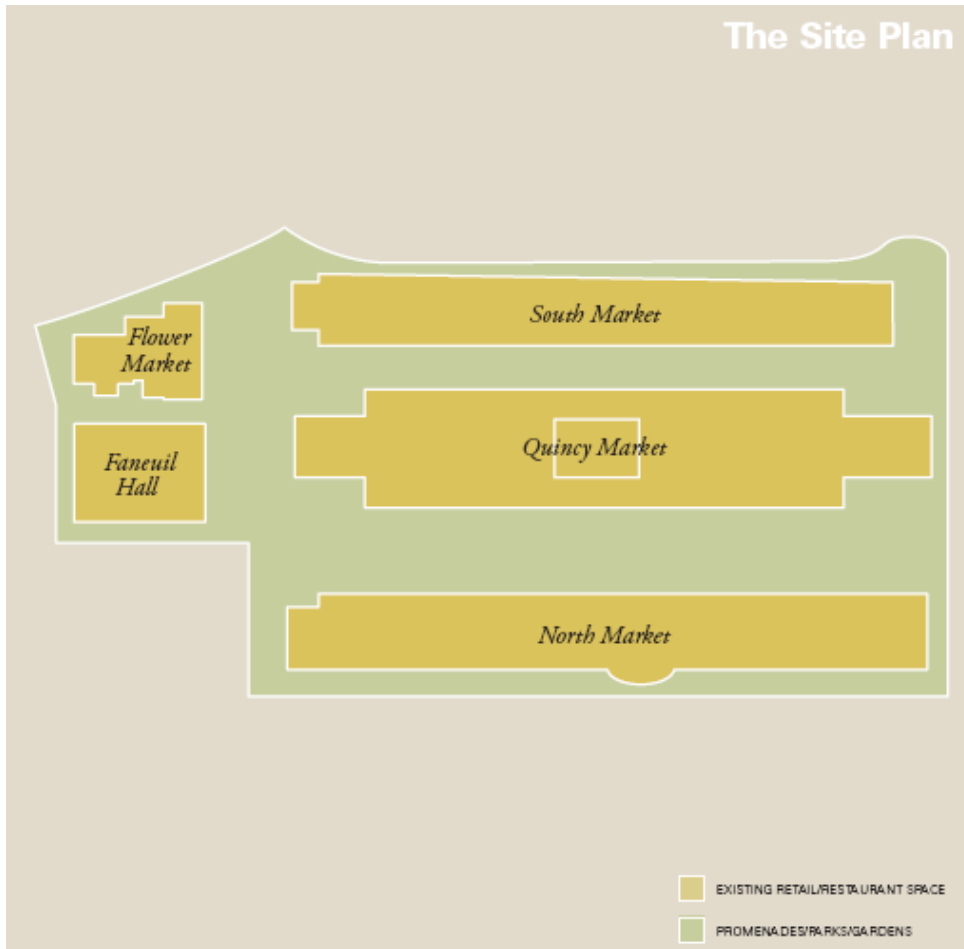 The Site Plan
South Market
Flower
Market
Quincy Market
Faneuil
Hall
North Market
EXISTING RETAIL/RESTAURANT SPACE
PROMENADES/PARKS/GARDENS